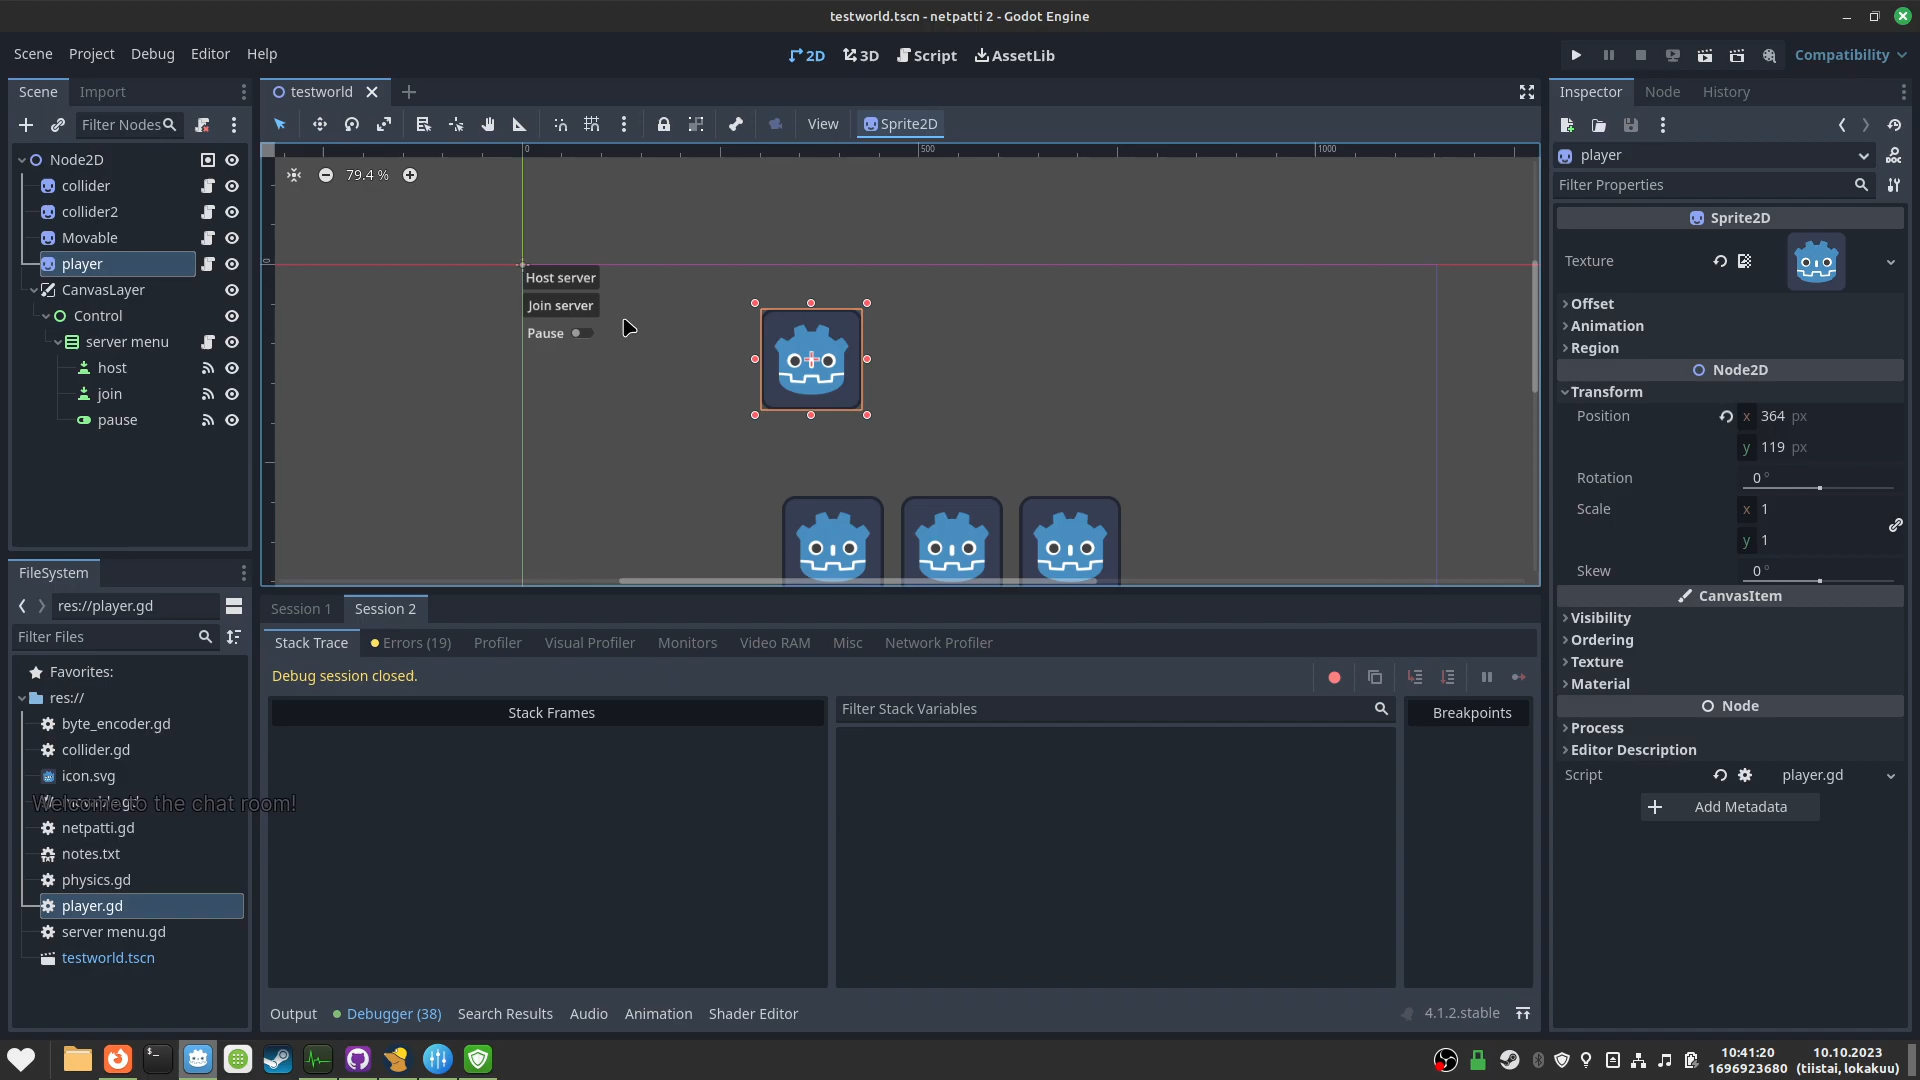 testworld.tscn - netpatti 2 - Godot Engine
Scene Project Debug Editor Help
2D 3D Script AssetLib
Compatibility
Scene Import
testworld
Inspector Node History
Filter Nodes
View Sprite2D
Node2D
collider
collider2
Movable
player
CanvasLayer
Control
server menu
host
join
pause
0 500 1000
0
79.4 %
Host server
Join server
Pause
player
Filter Properties
Sprite2D
Texture
Offset
Animation
Region
Node2D
Transform
Position x 364 px
y 119 px
Rotation 0 °
Scale x 1
y 1
Skew 0 °
CanvasItem
Visibility
Ordering
Texture
Material
Node
Process
Editor Description
Script player.gd
Add Metadata
FileSystem
res://player.gd
Filter Files
Favorites:
res://
byte_encoder.gd
collider.gd
icon.svg
Welcome to the chat room!
netpatti.gd
notes.txt
physics.gd
player.gd
server menu.gd
testworld.tscn
Session 1 Session 2
Stack Trace Errors (19) Profiler Visual Profiler Monitors Video RAM Misc Network Profiler
Debug session closed.
Stack Frames
Filter Stack Variables
Breakpoints
Output Debugger (38) Search Results Audio Animation Shader Editor
4.1.2.stable
10:41:20 10.10.2023
1696923680 (tiistai, lokakuu)